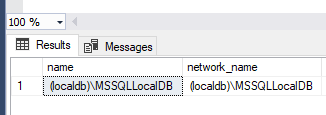 100 %
Results Messages
name network_name
1 (localdb)\MSSQLLocalDB (localdb)\MSSQLLocalDB